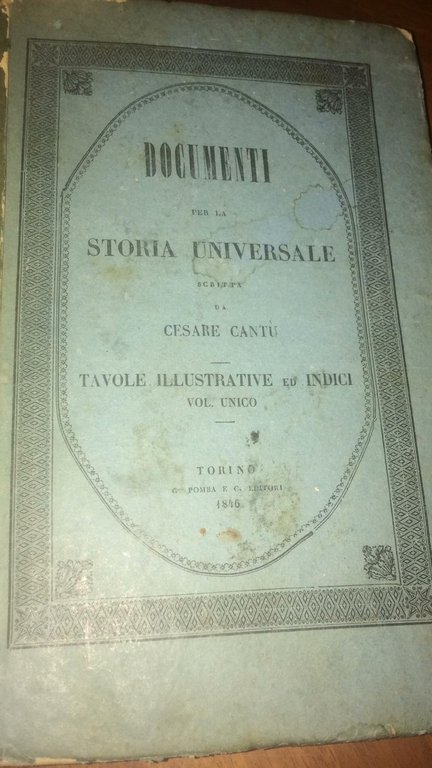 DOCUMENTI
PER LA
STORIA UNIVERSALE
SCRITTA
DA
CESARE CANTÙ
TAVOLE ILLUSTRATIVE ED INDICI
VOL. UNICO
TORINO
G. POMBA E C. EDITORI
1846